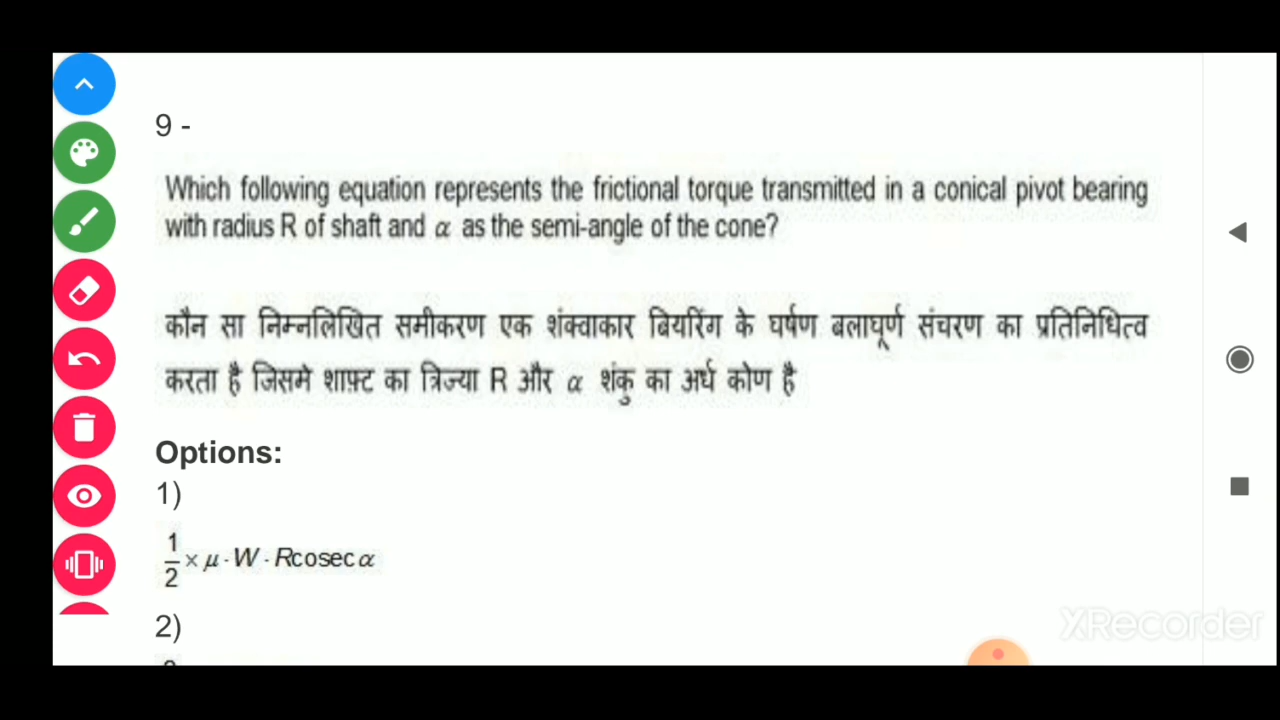 9 -
Which following equation represents the frictional torque transmitted in a conical pivot bearing
with radius R of shaft and α as the semi-angle of the cone?
कौन सा निम्नलिखित समीकरण एक शंक्वाकार बियरिंग के घर्षण बलाघूर्ण संचरण का प्रतिनिधित्व
करता है जिसमे शाफ़्ट का त्रिज्या R और α शंकु का अर्ध कोण है
Options:
1)
1/2 × μ · W · Rcosec α
2)
XRecorder